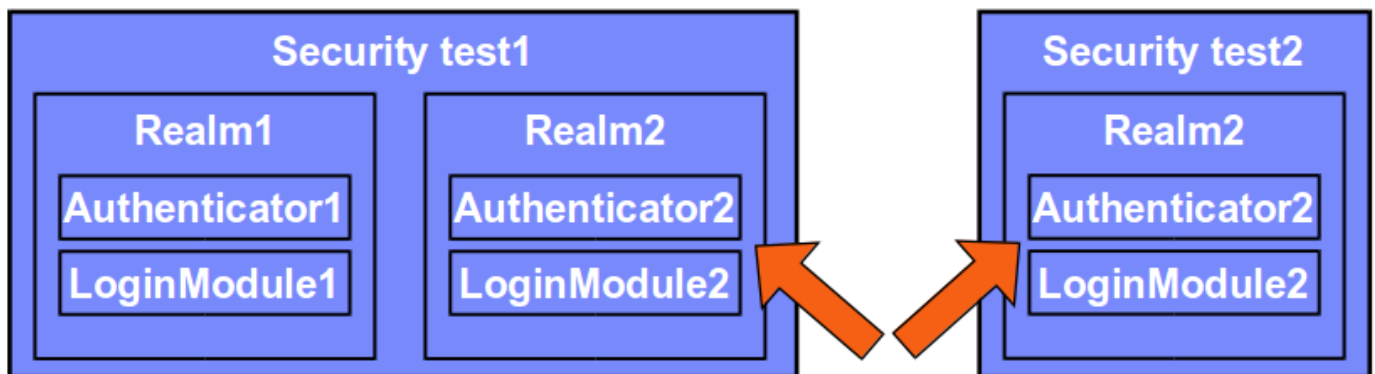 Security test1
Realm1
Authenticator1
LoginModule1
Realm2
Authenticator2
LoginModule2
Security test2
Realm2
Authenticator2
LoginModule2